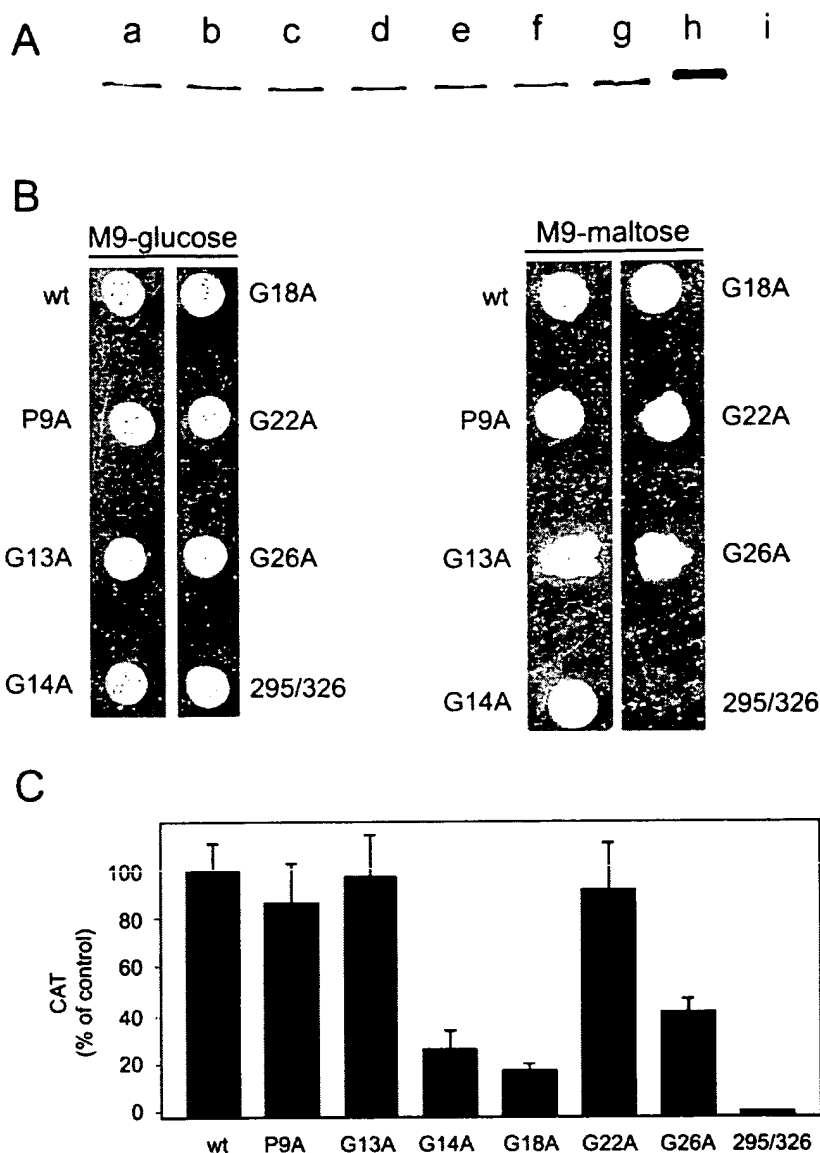 A a b c d e f g h i
B
M9-glucose M9-maltose
wt G18A wt G18A
P9A G22A P9A G22A
G13A G26A G13A G26A
G14A 295/326 G14A 295/326
C
CAT
(% of control)
100
80
60
40
20
0
wt P9A G13A G14A G18A G22A G26A 295/326